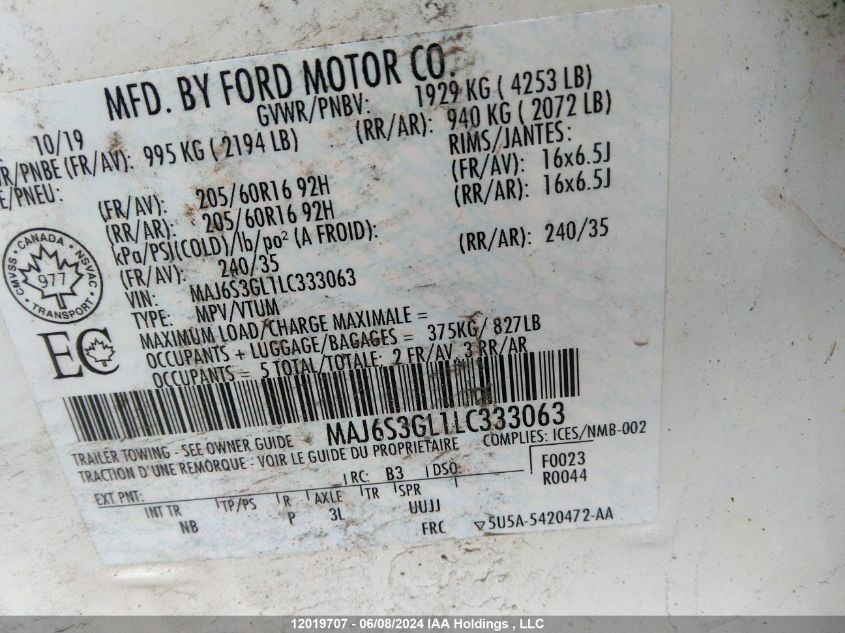 MFD. BY FORD MOTOR CO.
10/19 GVWR/PNBV: 1929 KG ( 4253 LB)
R/PNBE (FR/AV): 995 KG ( 2194 LB) (RR/AR): 940 KG ( 2072 LB)
E/PNEU: RIMS/JANTES:
(FR/AV): 205/60R16 92H (FR/AV): 16x6.5J
(RR/AR): 205/60R16 92H (RR/AR): 16x6.5J
kPa/PSI(COLD)/lb/po² (A FROID):
(FR/AV): 240/35 (RR/AR): 240/35
VIN: MAJ6S3GL1LC333063
TYPE: MPV/VTUM
CANADA
CMVSS NSVAC
977
TRANSPORT
EC
MAXIMUM LOAD/CHARGE MAXIMALE =
OCCUPANTS + LUGGAGE/BAGAGES = 375KG/ 827LB
OCCUPANTS = 5 TOTAL/TOTALE: 2 FR/AV, 3 RR/AR
MAJ6S3GL1LC333063
TRAILER TOWING - SEE OWNER GUIDE COMPLIES: ICES/NMB-002
TRACTION D'UNE REMORQUE - VOIR LE GUIDE DU PROPRIETAIRE
EXT PNT: RC: B3 DSO: F0023
R0044
INT TR TP/PS R AXLE TR SPR
NB P 3L UUJJ
FRC 5U5A-5420472-AA
12019707 - 06/08/2024 IAA Holdings , LLC